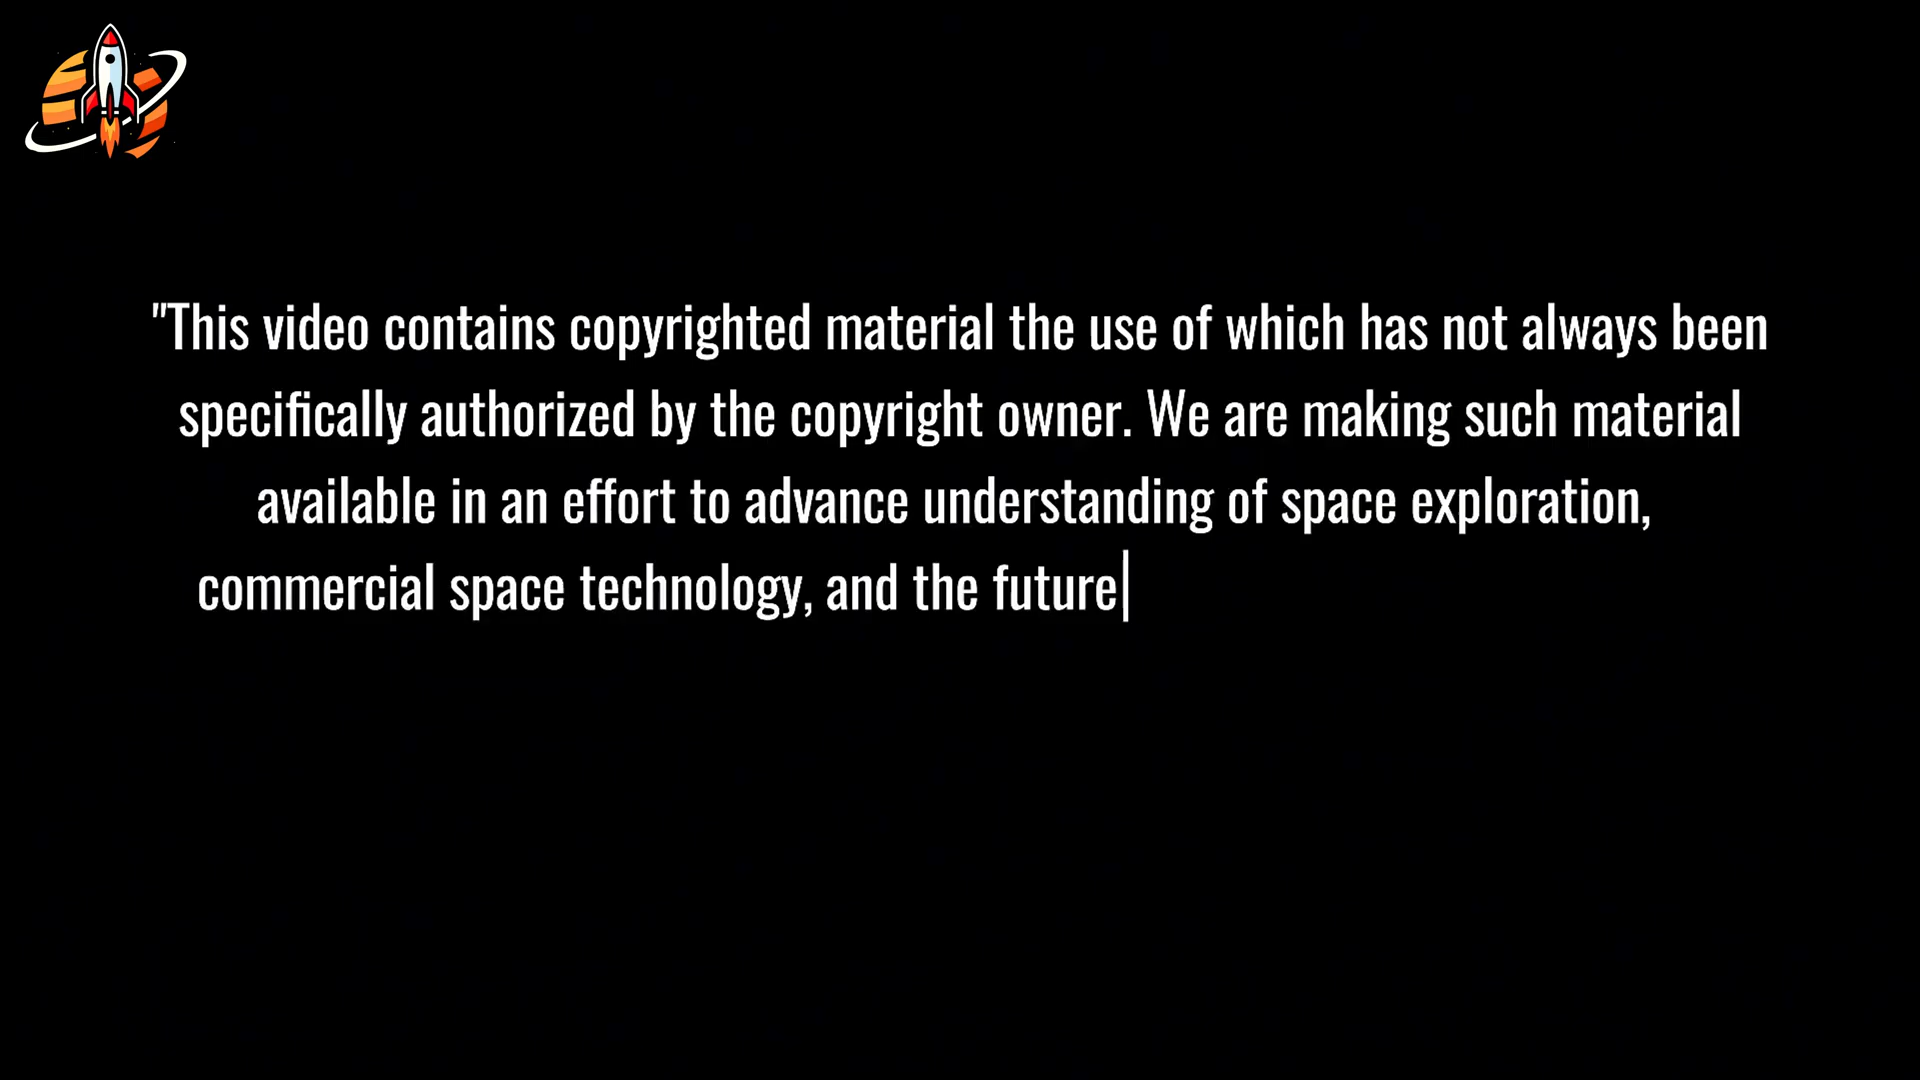 "This video contains copyrighted material the use of which has not always been
specifically authorized by the copyright owner. We are making such material
available in an effort to advance understanding of space exploration,
commercial space technology, and the future